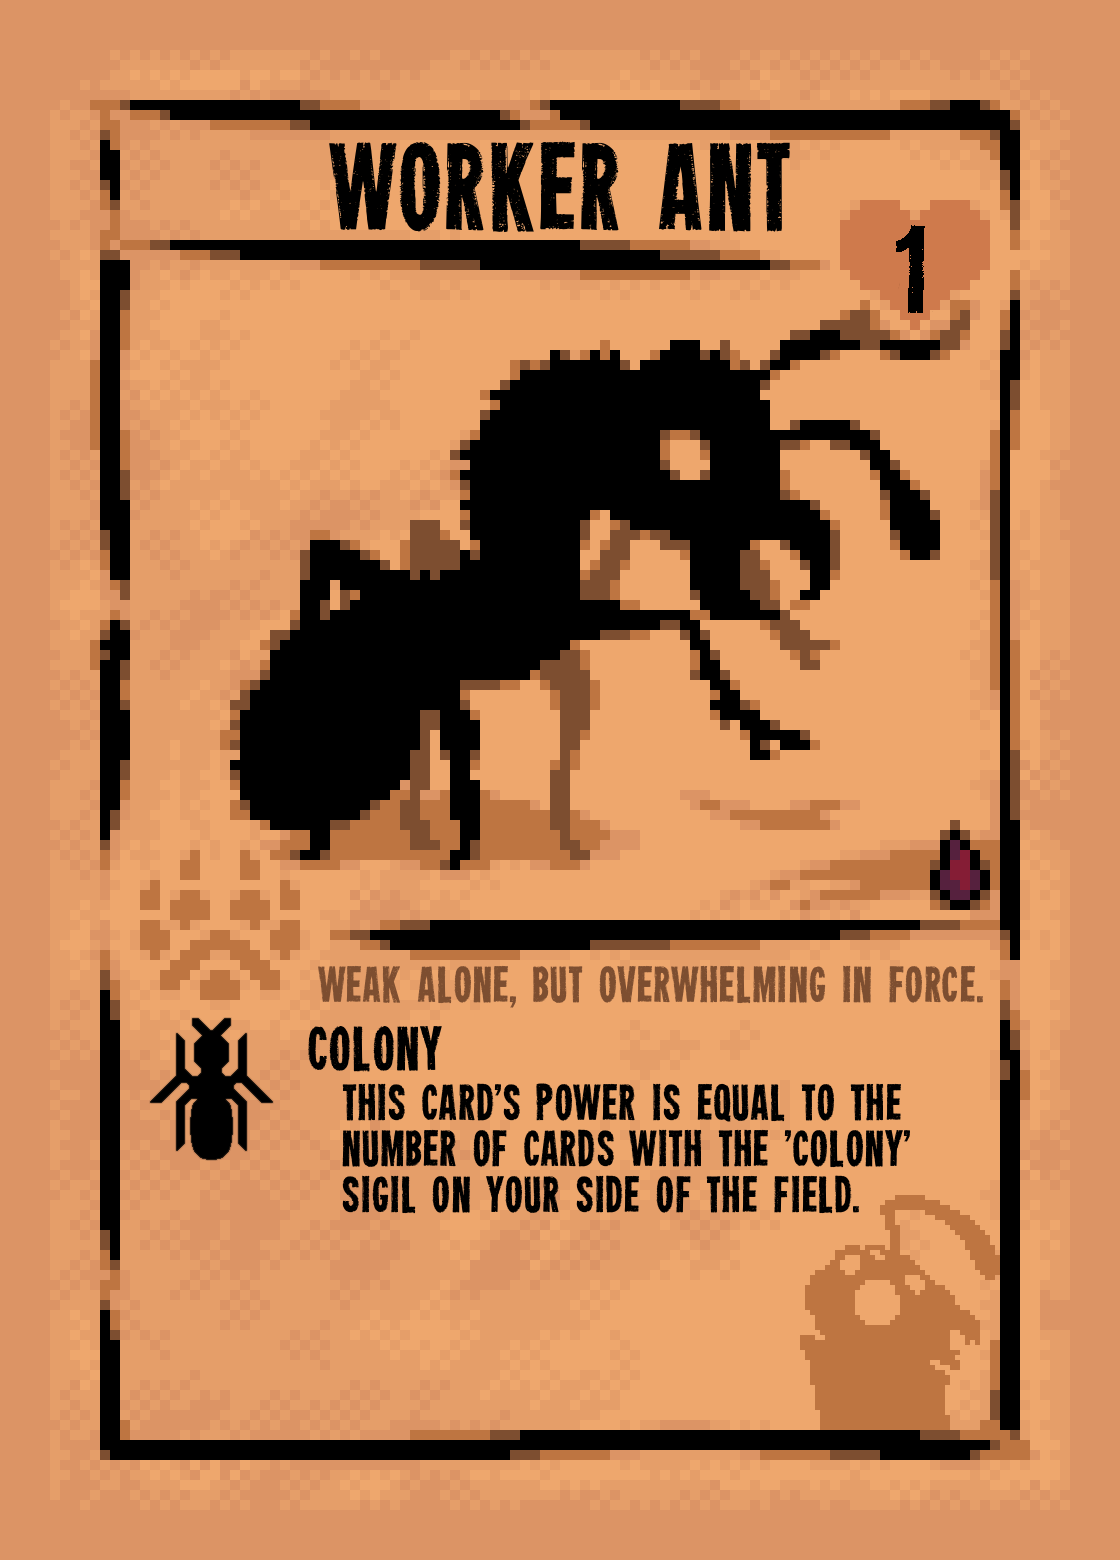 WORKER ANT
1
WEAK ALONE, BUT OVERWHELMING IN FORCE.
COLONY
THIS CARD'S POWER IS EQUAL TO THE
NUMBER OF CARDS WITH THE 'COLONY'
SIGIL ON YOUR SIDE OF THE FIELD.